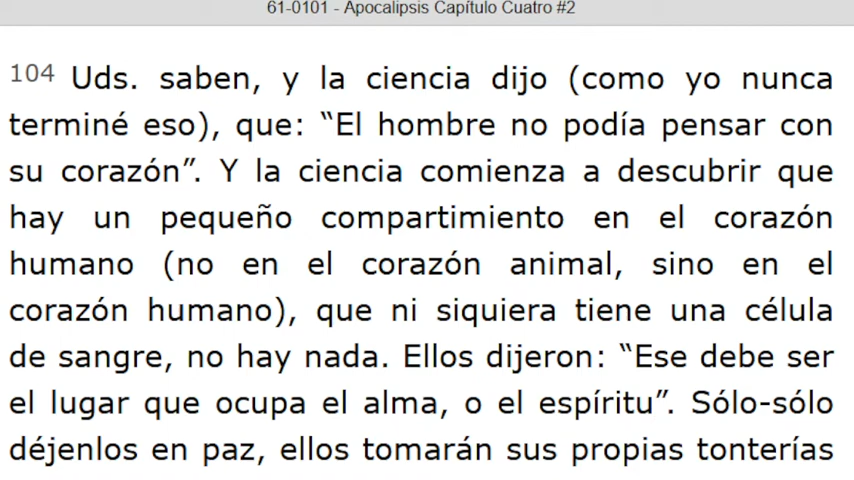 61-0101 - Apocalipsis Capítulo Cuatro #2
104 Uds. saben, y la ciencia dijo (como yo nunca
terminé eso), que: “El hombre no podía pensar con
su corazón”. Y la ciencia comienza a descubrir que
hay un pequeño compartimiento en el corazón
humano (no en el corazón animal, sino en el
corazón humano), que ni siquiera tiene una célula
de sangre, no hay nada. Ellos dijeron: “Ese debe ser
el lugar que ocupa el alma, o el espíritu”. Sólo-sólo
déjenlos en paz, ellos tomarán sus propias tonterías